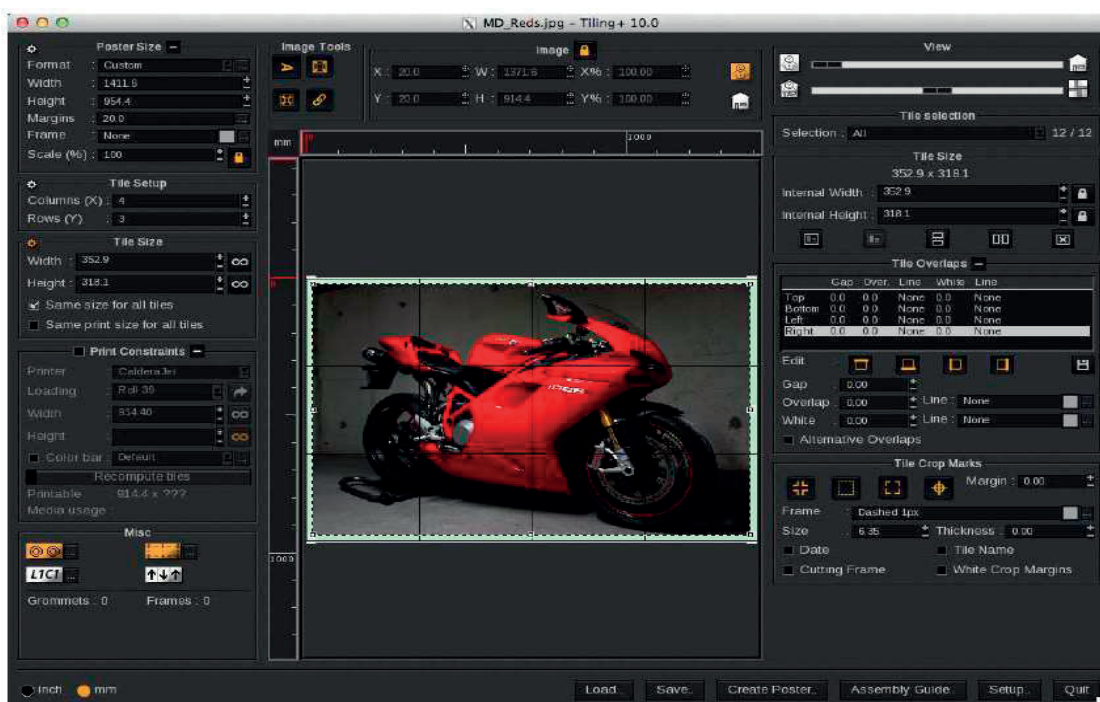 MD_Reds.jpg - Tiling+ 10.0
Poster Size
Format : Custom
Width : 1411.6
Height : 954.4
Margins : 20.0
Frame : None
Scale (%) : 100
Tile Setup
Columns (X) : 4
Rows (Y) : 3
Tile Size
Width : 352.9
Height : 318.1
Same size for all tiles
Same print size for all tiles
Print Constraints
Printer : CalderaJet
Loading : Roll 36
Width : 914.40
Height :
Color bar : Default
Recompute tiles
Printable : 914.4 x ???
Media usage :
Misc
L1C1
Grommets : 0 Frames : 0
Image Tools
A
Image
X : 20.0 W : 1371.6 X% : 100.00
Y : 20.0 H : 914.4 Y% : 100.00
mm
0
1000
0
1000
View
Tile selection
Selection : All 12 / 12
Tile Size
352.9 x 318.1
Internal Width : 352.9
Internal Height : 318.1
Tile Overlaps
Gap Over. Line White Line
Top 0.0 0.0 None 0.0 None
Bottom 0.0 0.0 None 0.0 None
Left 0.0 0.0 None 0.0 None
Right 0.0 0.0 None 0.0 None
Edit :
Gap : 0.00
Overlap : 0.00 Line : None
White : 0.00 Line : None
Alternative Overlaps
Tile Crop Marks
Margin : 0.00
Frame : Dashed 1px
Size : 6.35 Thickness : 0.00
Date Tile Name
Cutting Frame White Crop Margins
inch mm
Load.. Save.. Create Poster.. Assembly Guide.. Setup.. Quit